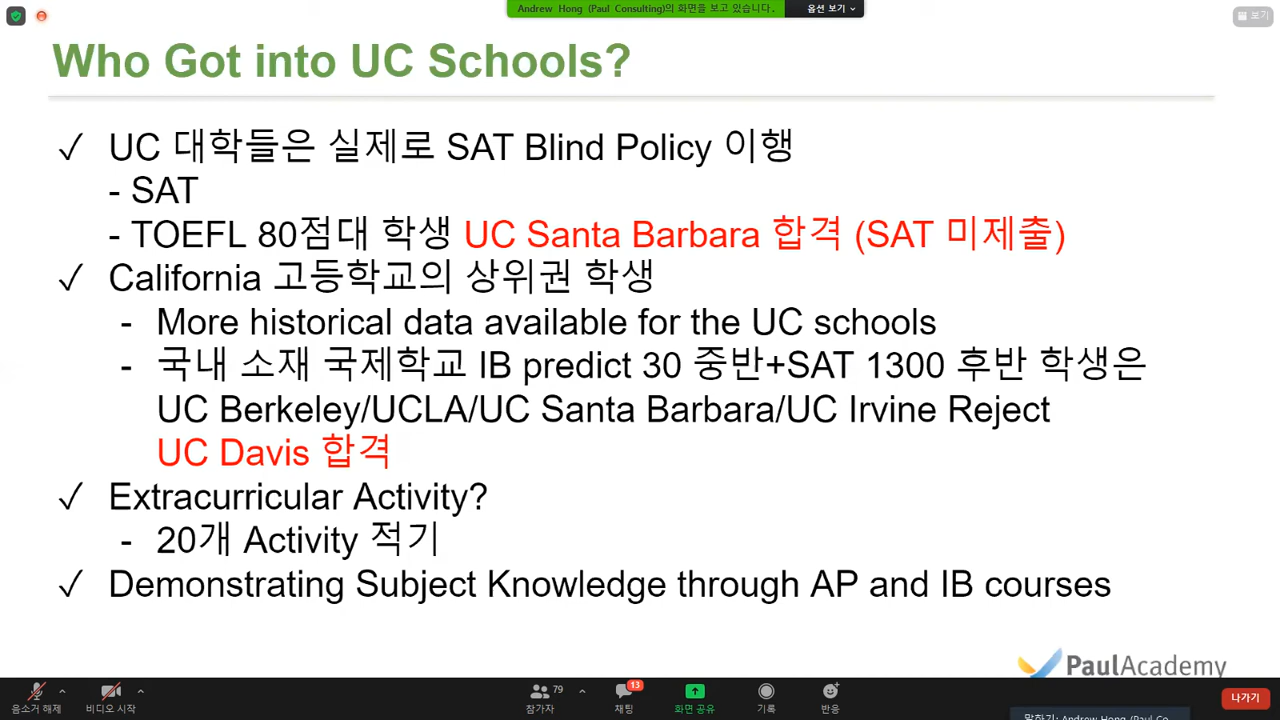 Andrew Hong (Paul Consulting)의 화면을 보고 있습니다.
옵션 보기
보기
Who Got into UC Schools?
✓ UC 대학들은 실제로 SAT Blind Policy 이행
- SAT
- TOEFL 80점대 학생 UC Santa Barbara 합격 (SAT 미제출)
✓ California 고등학교의 상위권 학생
- More historical data available for the UC schools
- 국내 소재 국제학교 IB predict 30 중반+SAT 1300 후반 학생은
UC Berkeley/UCLA/UC Santa Barbara/UC Irvine Reject
UC Davis 합격
✓ Extracurricular Activity?
- 20개 Activity 적기
✓ Demonstrating Subject Knowledge through AP and IB courses
PaulAcademy
음소거 해제
비디오 시작
79
참가자
13
채팅
화면 공유
기록
반응
나가기
말하기: Andrew Hong (Paul Co